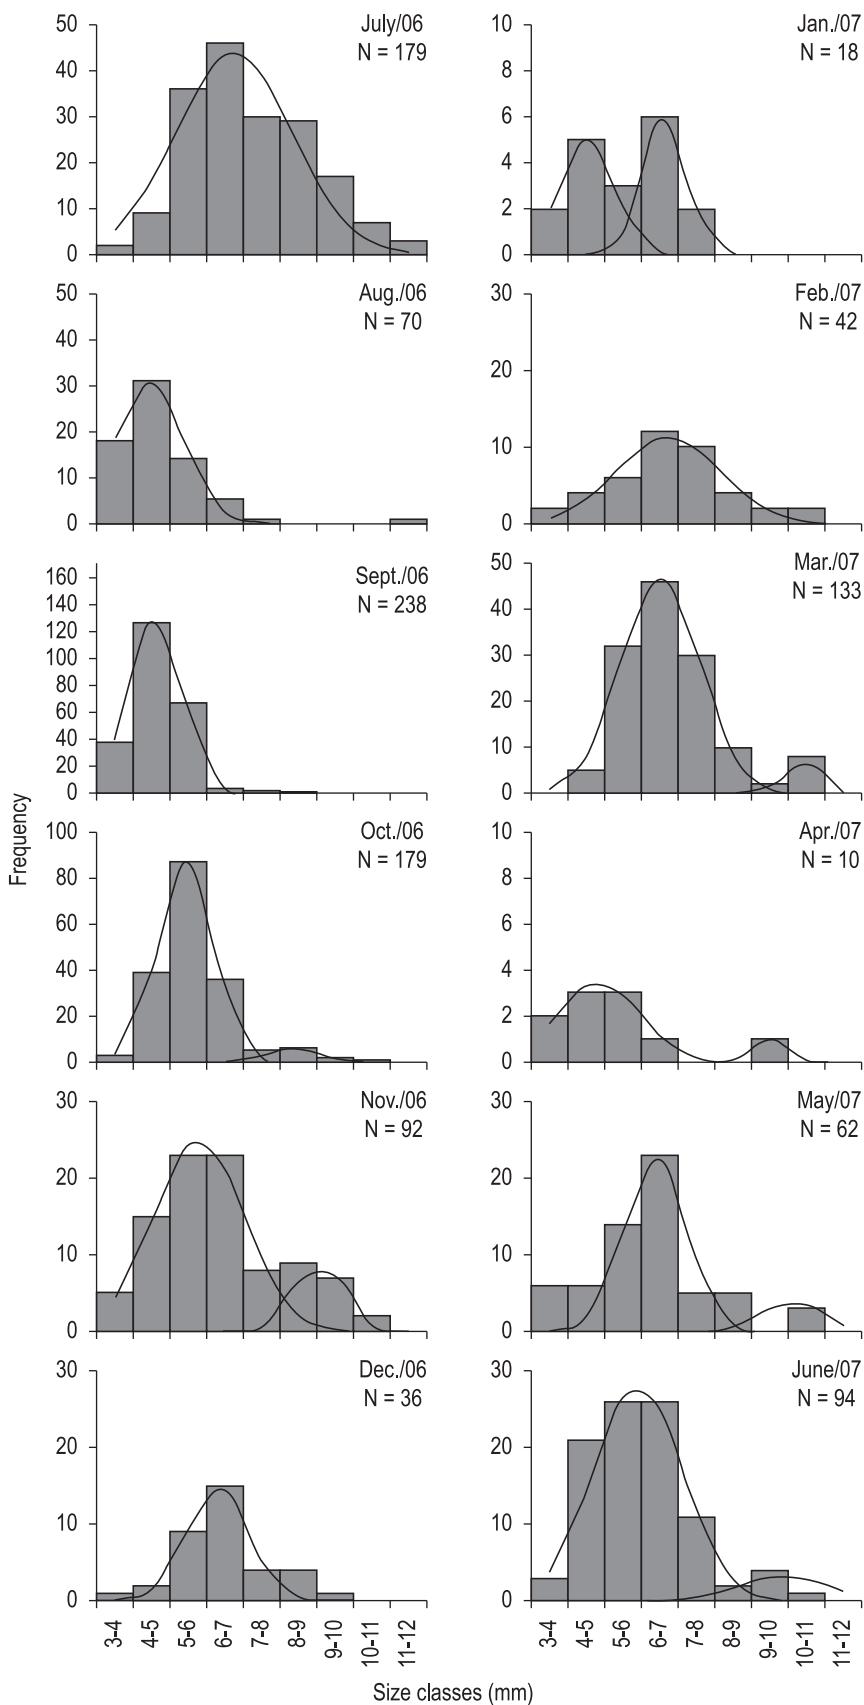 Frequency
50
40
30
20
10
0
July/06
N = 179
10
8
6
4
2
0
Jan./07
N = 18
50
40
30
20
10
0
Aug./06
N = 70
30
20
10
0
Feb./07
N = 42
160
140
120
100
80
60
40
20
0
Sept./06
N = 238
50
40
30
20
10
0
Mar./07
N = 133
100
80
60
40
20
0
Oct./06
N = 179
10
8
6
4
2
0
Apr./07
N = 10
30
20
10
0
Nov./06
N = 92
30
20
10
0
May/07
N = 62
30
20
10
0
Dec./06
N = 36
3-4 4-5 5-6 6-7 7-8 8-9 9-10 10-11 11-12
30
20
10
0
June/07
N = 94
3-4 4-5 5-6 6-7 7-8 8-9 9-10 10-11 11-12
Size classes (mm)